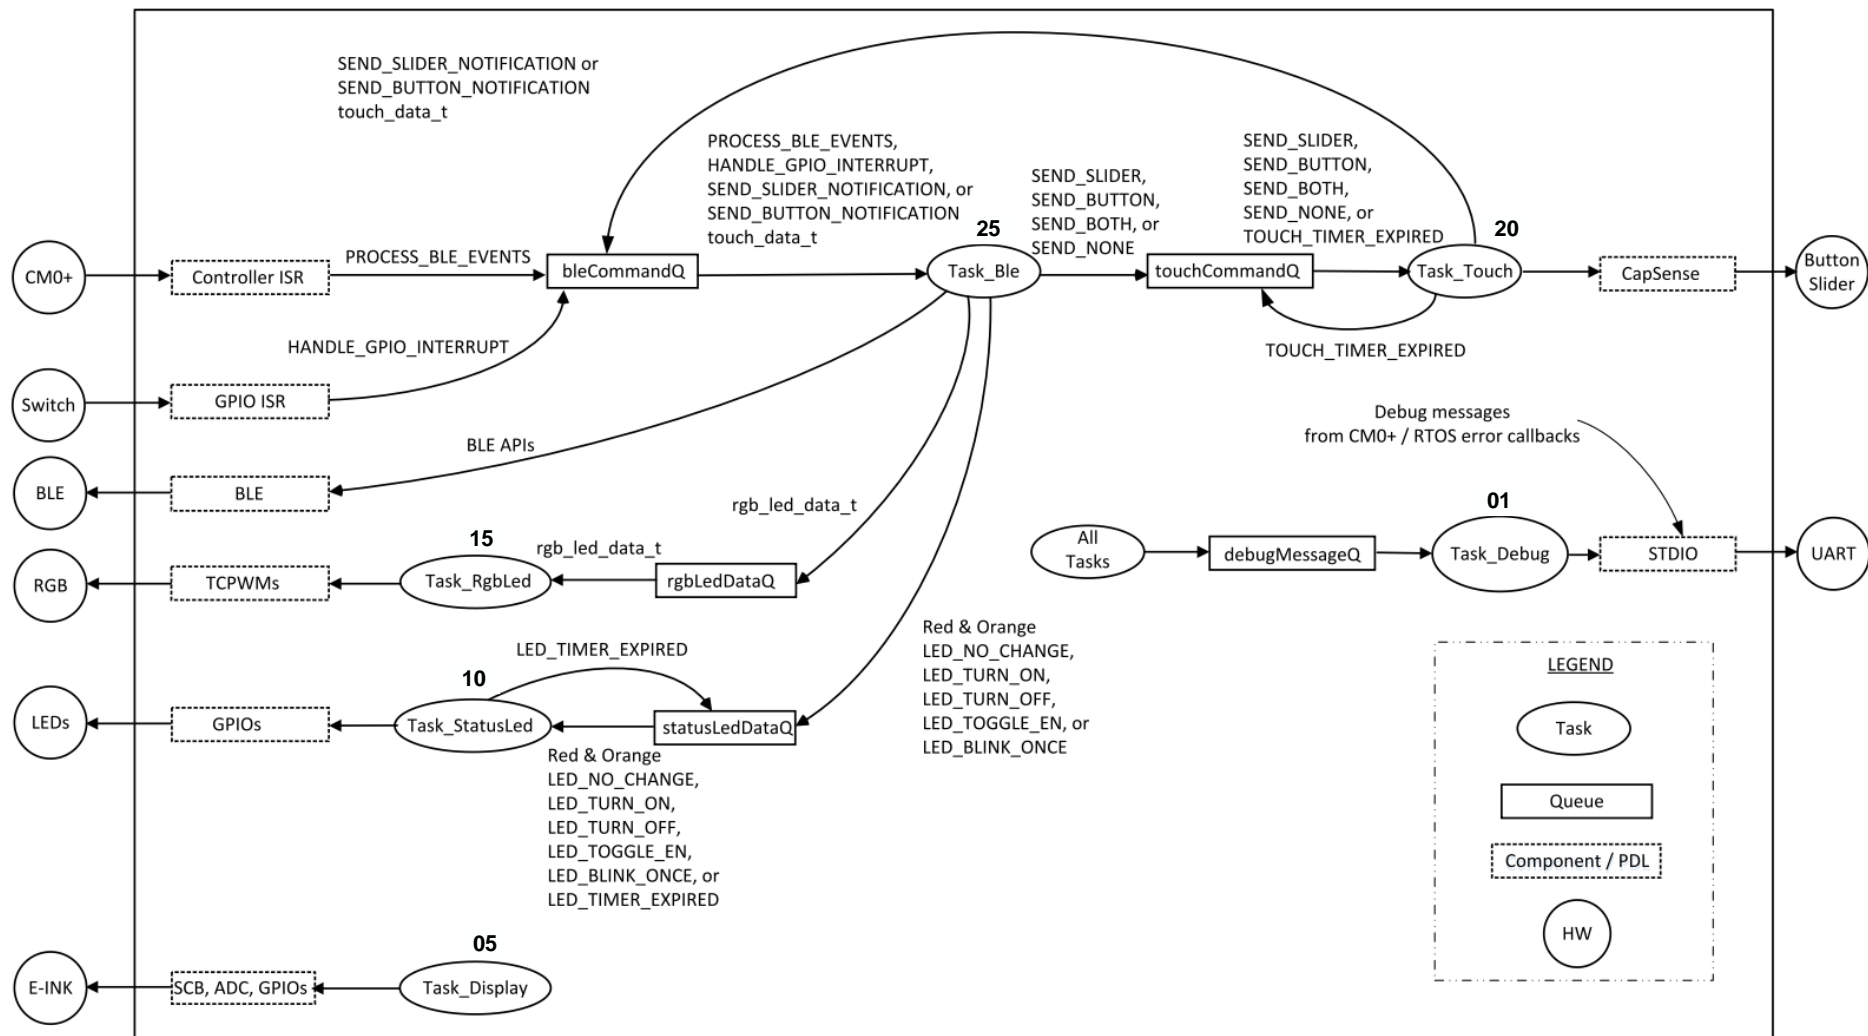 SEND_SLIDER_NOTIFICATION or
SEND_BUTTON_NOTIFICATION
touch_data_t
PROCESS_BLE_EVENTS,
HANDLE_GPIO_INTERRUPT,
SEND_SLIDER_NOTIFICATION, or
SEND_BUTTON_NOTIFICATION
touch_data_t
SEND_SLIDER,
SEND_BUTTON,
SEND_BOTH, or
SEND_NONE
SEND_SLIDER,
SEND_BUTTON,
SEND_BOTH,
SEND_NONE, or
TOUCH_TIMER_EXPIRED
25
20
CM0+
Controller ISR
PROCESS_BLE_EVENTS
bleCommandQ
Task_Ble
touchCommandQ
Task_Touch
CapSense
Button
Slider
HANDLE_GPIO_INTERRUPT
TOUCH_TIMER_EXPIRED
Switch
GPIO ISR
Debug messages
from CM0+ / RTOS error callbacks
BLE APIs
BLE
BLE
rgb_led_data_t
01
15
rgb_led_data_t
All
Tasks
debugMessageQ
Task_Debug
STDIO
UART
RGB
TCPWMs
Task_RgbLed
rgbLedDataQ
Red & Orange
LED_NO_CHANGE,
LED_TURN_ON,
LED_TURN_OFF,
LED_TOGGLE_EN, or
LED_BLINK_ONCE
LED_TIMER_EXPIRED
10
LEDs
GPIOs
Task_StatusLed
statusLedDataQ
Red & Orange
LED_NO_CHANGE,
LED_TURN_ON,
LED_TURN_OFF,
LED_TOGGLE_EN,
LED_BLINK_ONCE, or
LED_TIMER_EXPIRED
LEGEND
Task
Queue
Component / PDL
HW
05
E-INK
SCB, ADC, GPIOs
Task_Display